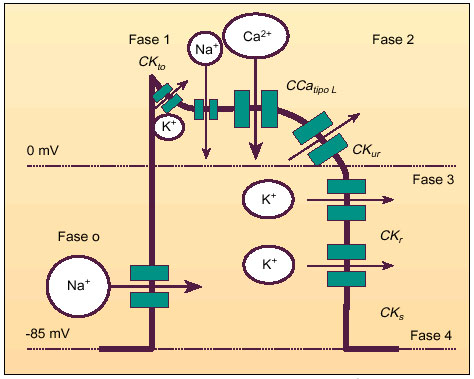 Fase 1
CKto
Na+
Ca2+
Fase 2
CCatipo L
K+
CKur
0 mV
Fase 3
K+
CKr
Fase o
K+
Na+
CKs
-85 mV
Fase 4